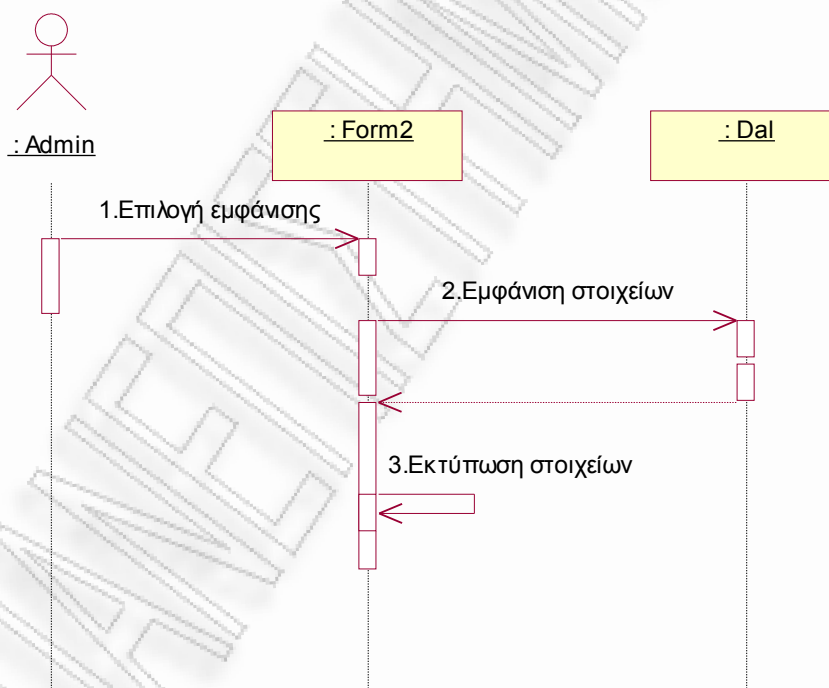 : Admin
: Form2
: Dal
1.Επιλογή εμφάνισης
2.Εμφάνιση στοιχείων
3.Εκτύπωση στοιχείων